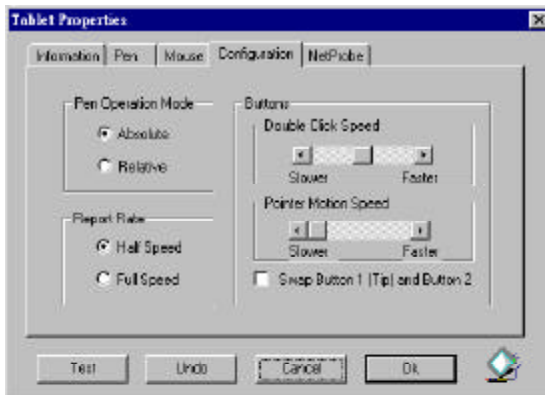 Tablet Properties
Information Pen Mouse Configuration NetProbe
Pen Operation Mode
Absolute
Relative
Report Rate
Half Speed
Full Speed
Buttons
Double Click Speed
Slower Faster
Pointer Motion Speed
Slower Faster
Swap Button 1 (Tip) and Button 2
Test Undo Cancel Ok